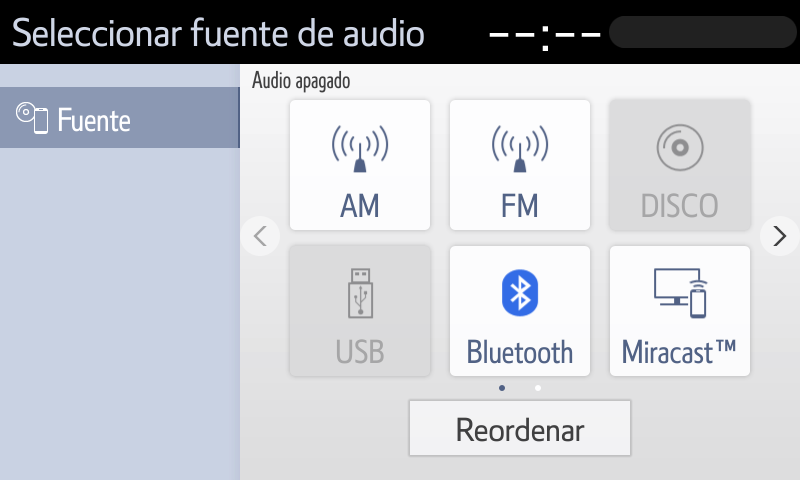 Seleccionar fuente de audio --:--
Fuente
Audio apagado
AM
FM
DISCO
USB
Bluetooth
Miracast™
Reordenar